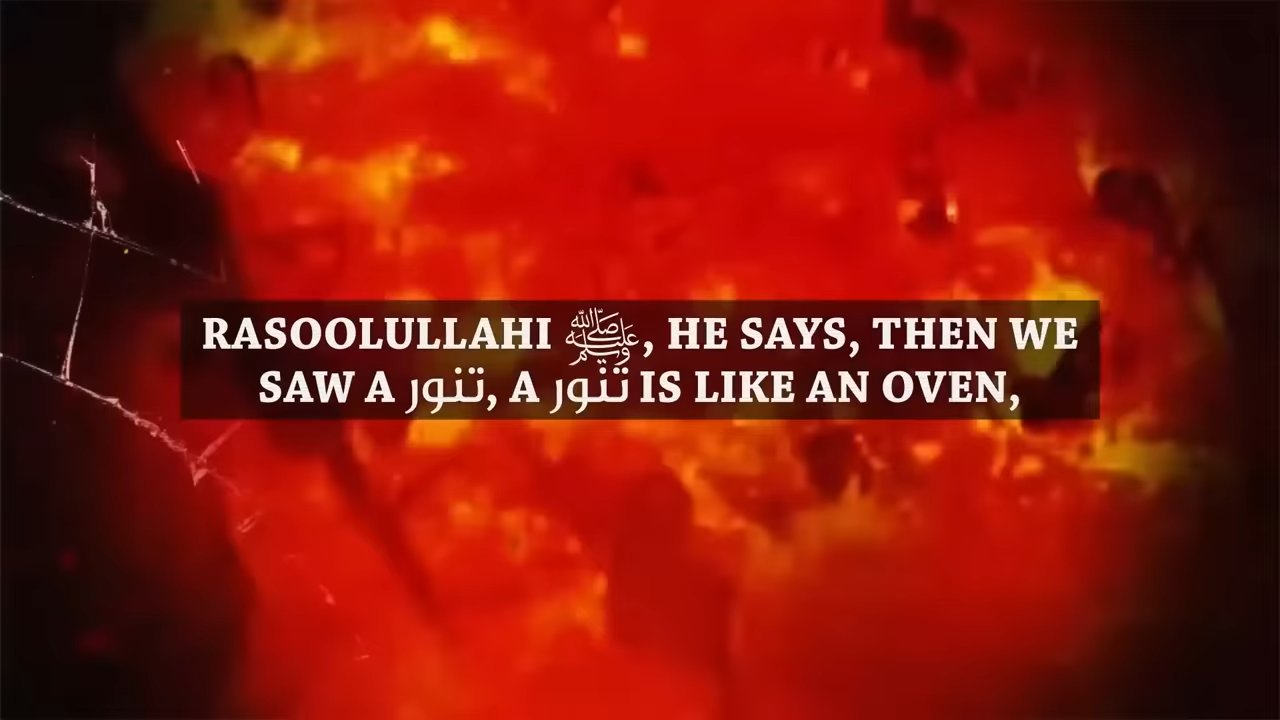 RASOOLULLAHI ﷺ, HE SAYS, THEN WE
SAW A تنور, A تنور IS LIKE AN OVEN,